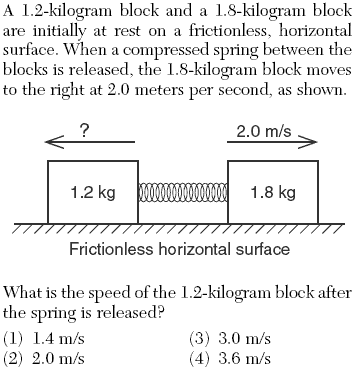 A 1.2-kilogram block and a 1.8-kilogram block
are initially at rest on a frictionless, horizontal
surface. When a compressed spring between the
blocks is released, the 1.8-kilogram block moves
to the right at 2.0 meters per second, as shown.
? 2.0 m/s
1.2 kg 1.8 kg
Frictionless horizontal surface
What is the speed of the 1.2-kilogram block after
the spring is released?
(1) 1.4 m/s (3) 3.0 m/s
(2) 2.0 m/s (4) 3.6 m/s